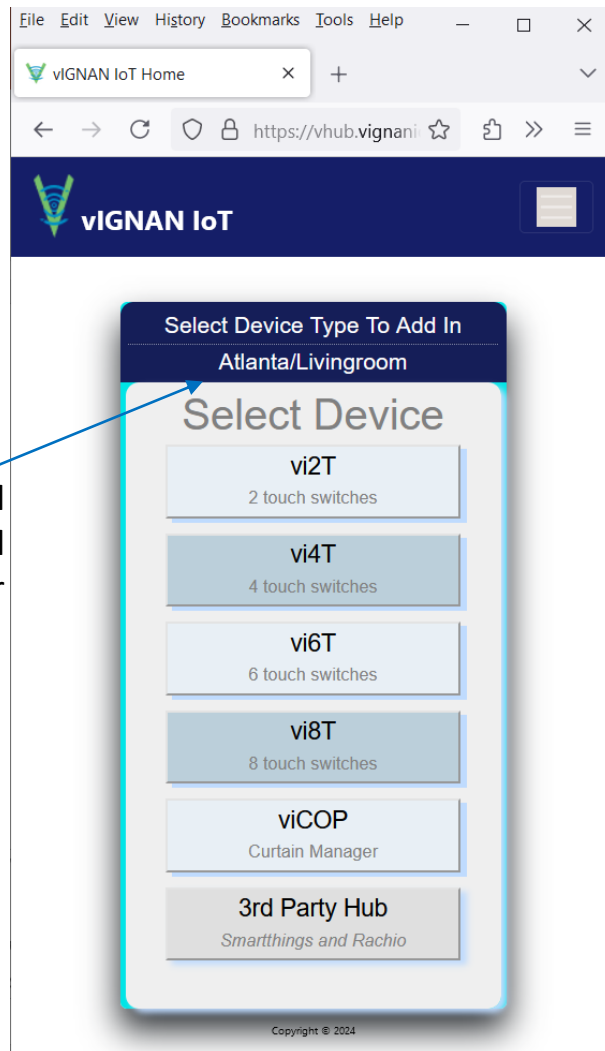 File Edit View History Bookmarks Tools Help
vIGNAN IoT Home
https://vhub.vignani
vIGNAN IoT
Select Device Type To Add In
Atlanta/Livingroom
Select Device
vi2T
2 touch switches
vi4T
4 touch switches
vi6T
6 touch switches
vi8T
8 touch switches
viCOP
Curtain Manager
3rd Party Hub
Smartthings and Rachio
Copyright © 2024